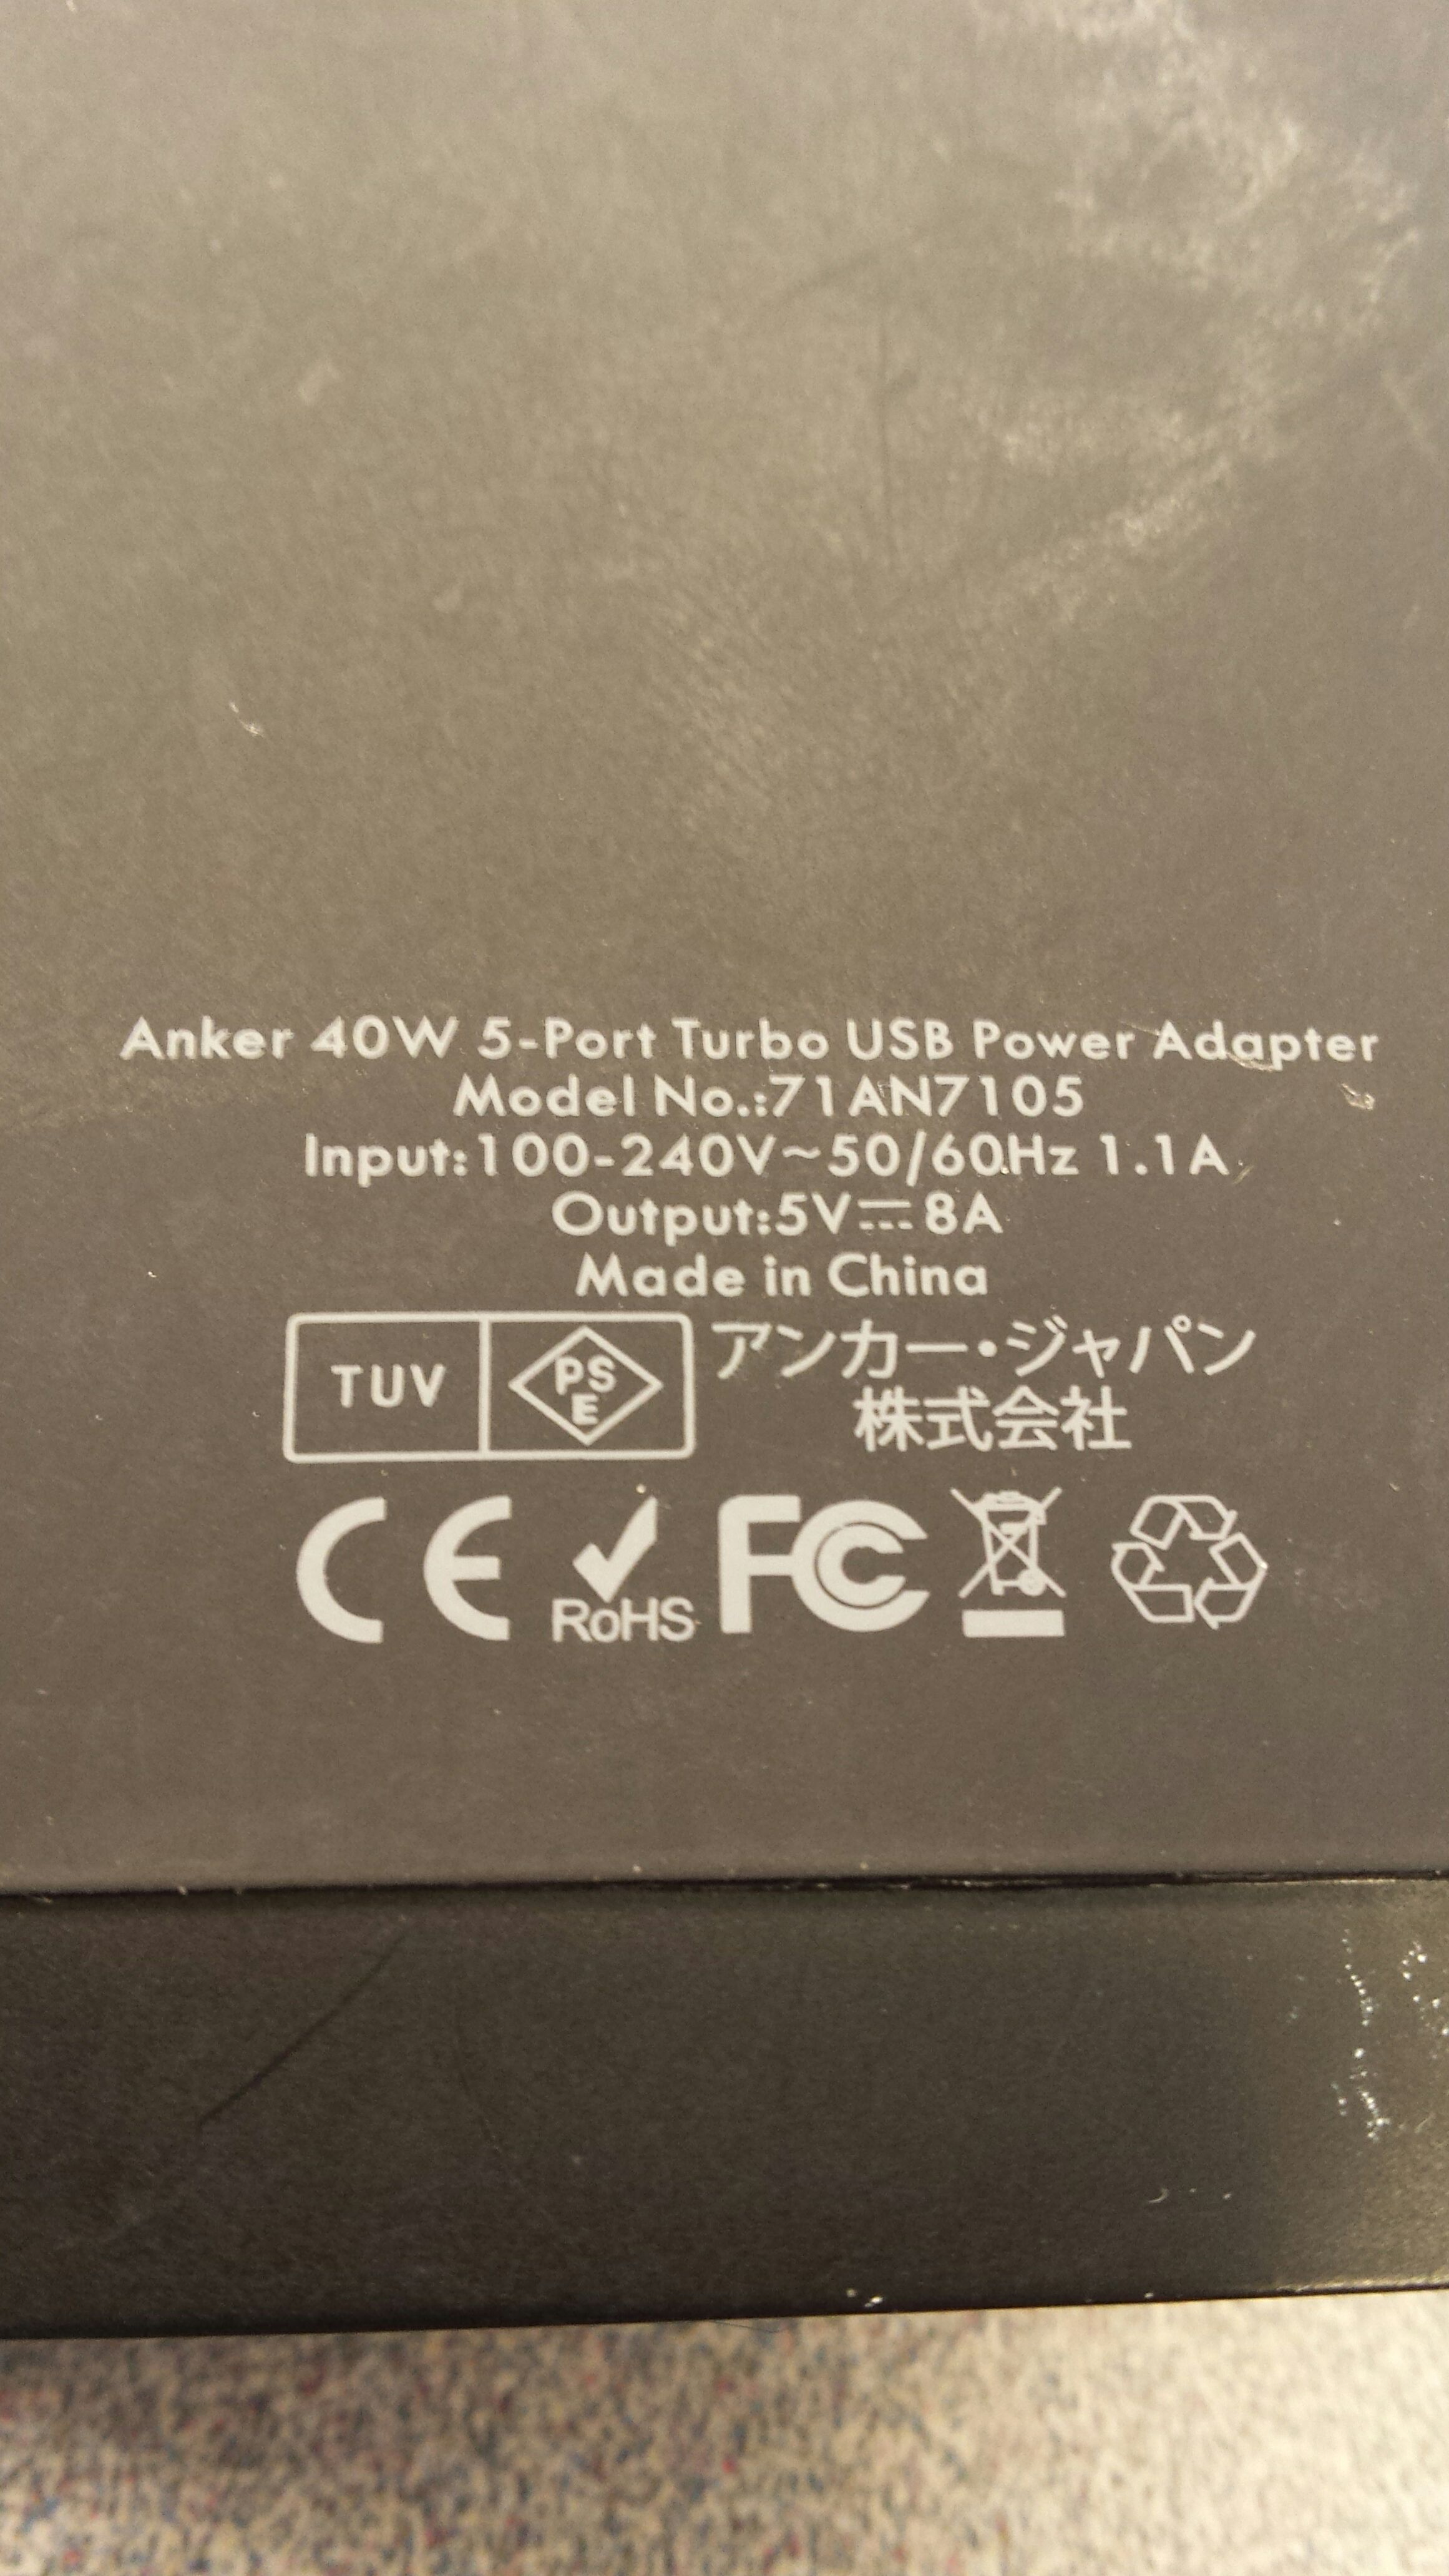 Anker 40W 5-Port Turbo USB Power Adapter
Model No.:71AN7105
Input:100-240V~50/60Hz 1.1A
Output:5V⎓8A
Made in China
TUV PSE アンカー・ジャパン
株式会社
CE RoHS FC